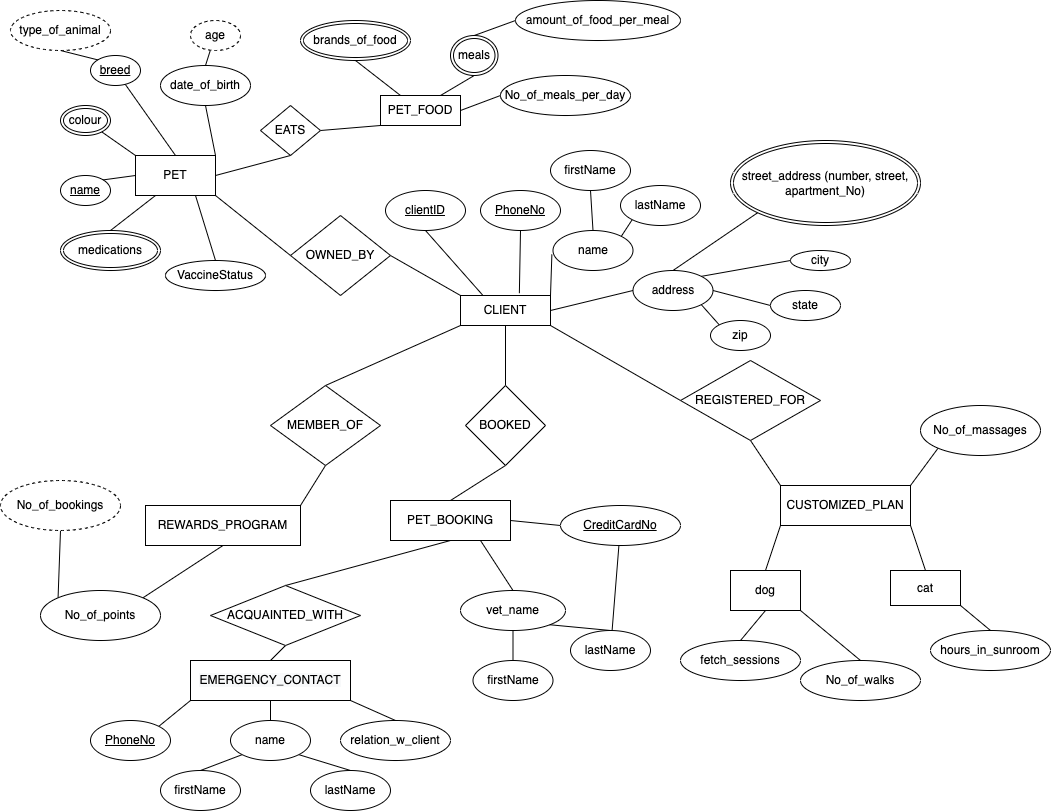 type_of_animal
age
brands_of_food
amount_of_food_per_meal
meals
breed
date_of_birth
No_of_meals_per_day
PET_FOOD
colour
EATS
PET
name
medications
VaccineStatus
OWNED_BY
clientID
PhoneNo
firstName
lastName
name
street_address (number, street,
apartment_No)
city
address
state
zip
CLIENT
MEMBER_OF
BOOKED
REGISTERED_FOR
No_of_massages
No_of_bookings
REWARDS_PROGRAM
PET_BOOKING
CreditCardNo
CUSTOMIZED_PLAN
No_of_points
ACQUAINTED_WITH
vet_name
dog
cat
lastName
firstName
fetch_sessions
No_of_walks
hours_in_sunroom
EMERGENCY_CONTACT
PhoneNo
name
relation_w_client
firstName
lastName